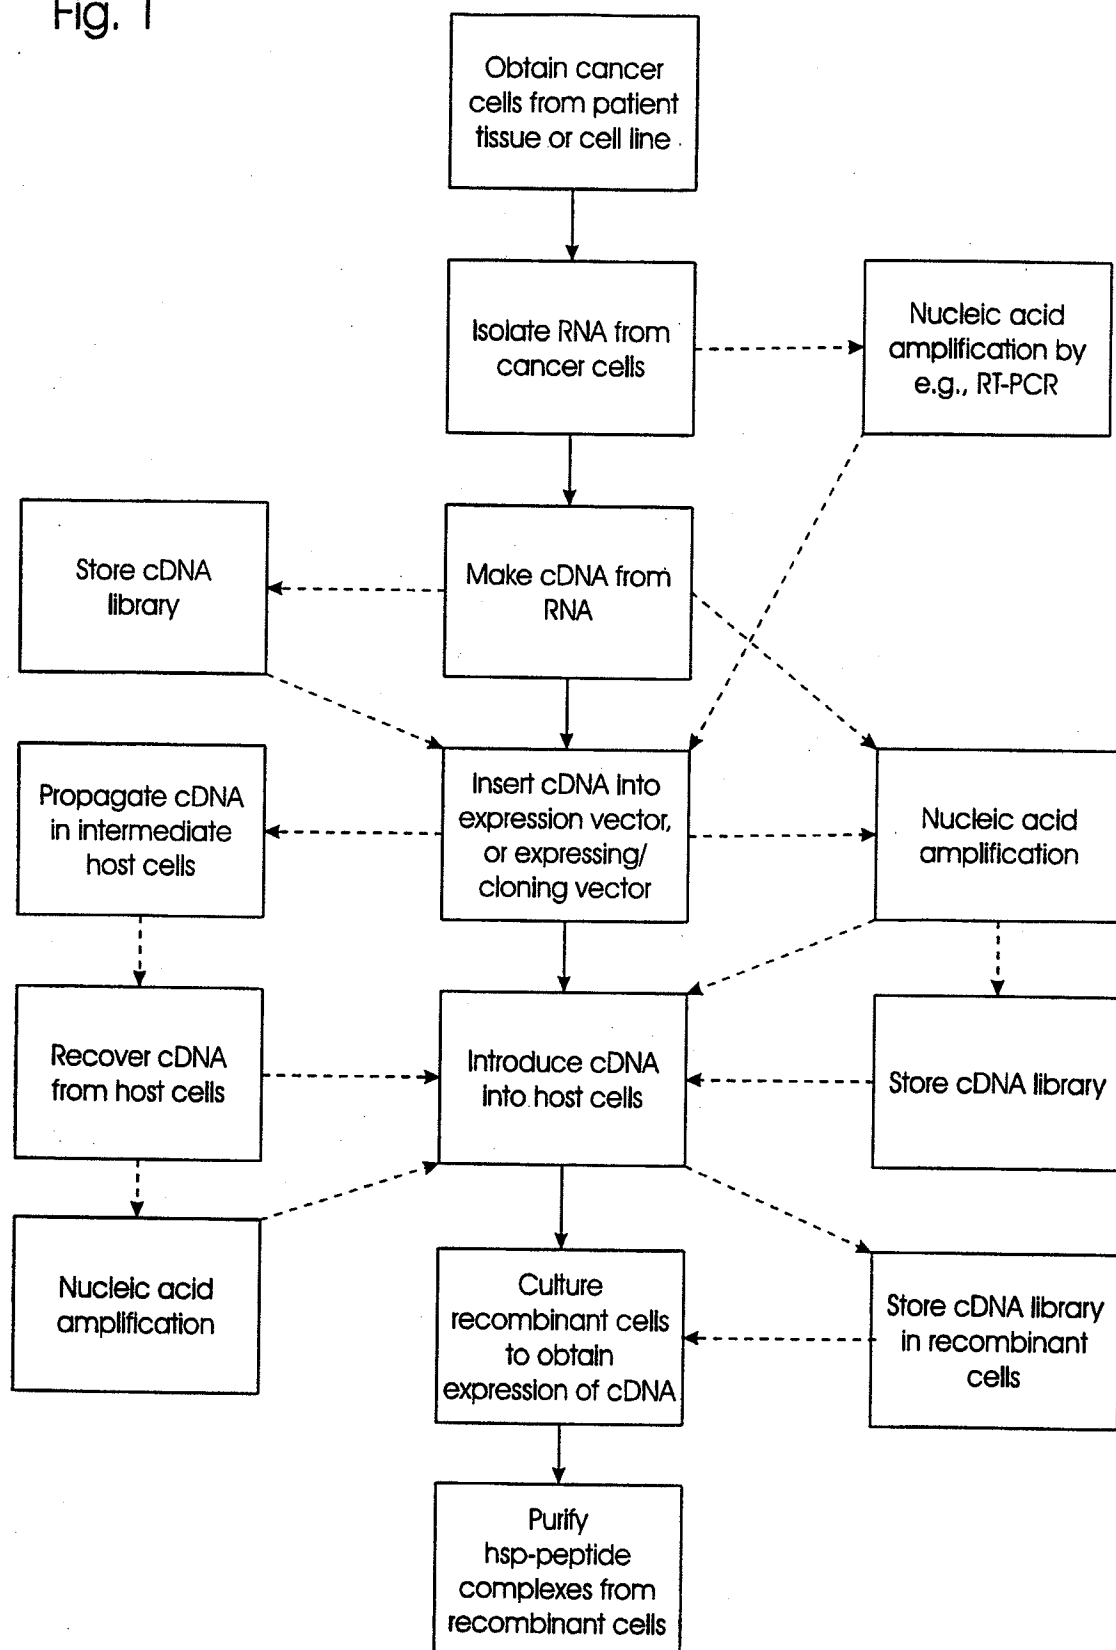 Fig. 1
Obtain cancer
cells from patient
tissue or cell line
Isolate RNA from
cancer cells
Nucleic acid
amplification by
e.g., RT-PCR
Store cDNA
library
Make cDNA from
RNA
Propagate cDNA
in intermediate
host cells
Insert cDNA into
expression vector,
or expressing/
cloning vector
Nucleic acid
amplification
Recover cDNA
from host cells
Introduce cDNA
into host cells
Store cDNA library
Nucleic acid
amplification
Culture
recombinant cells
to obtain
expression of cDNA
Store cDNA library
in recombinant
cells
Purify
hsp-peptide
complexes from
recombinant cells